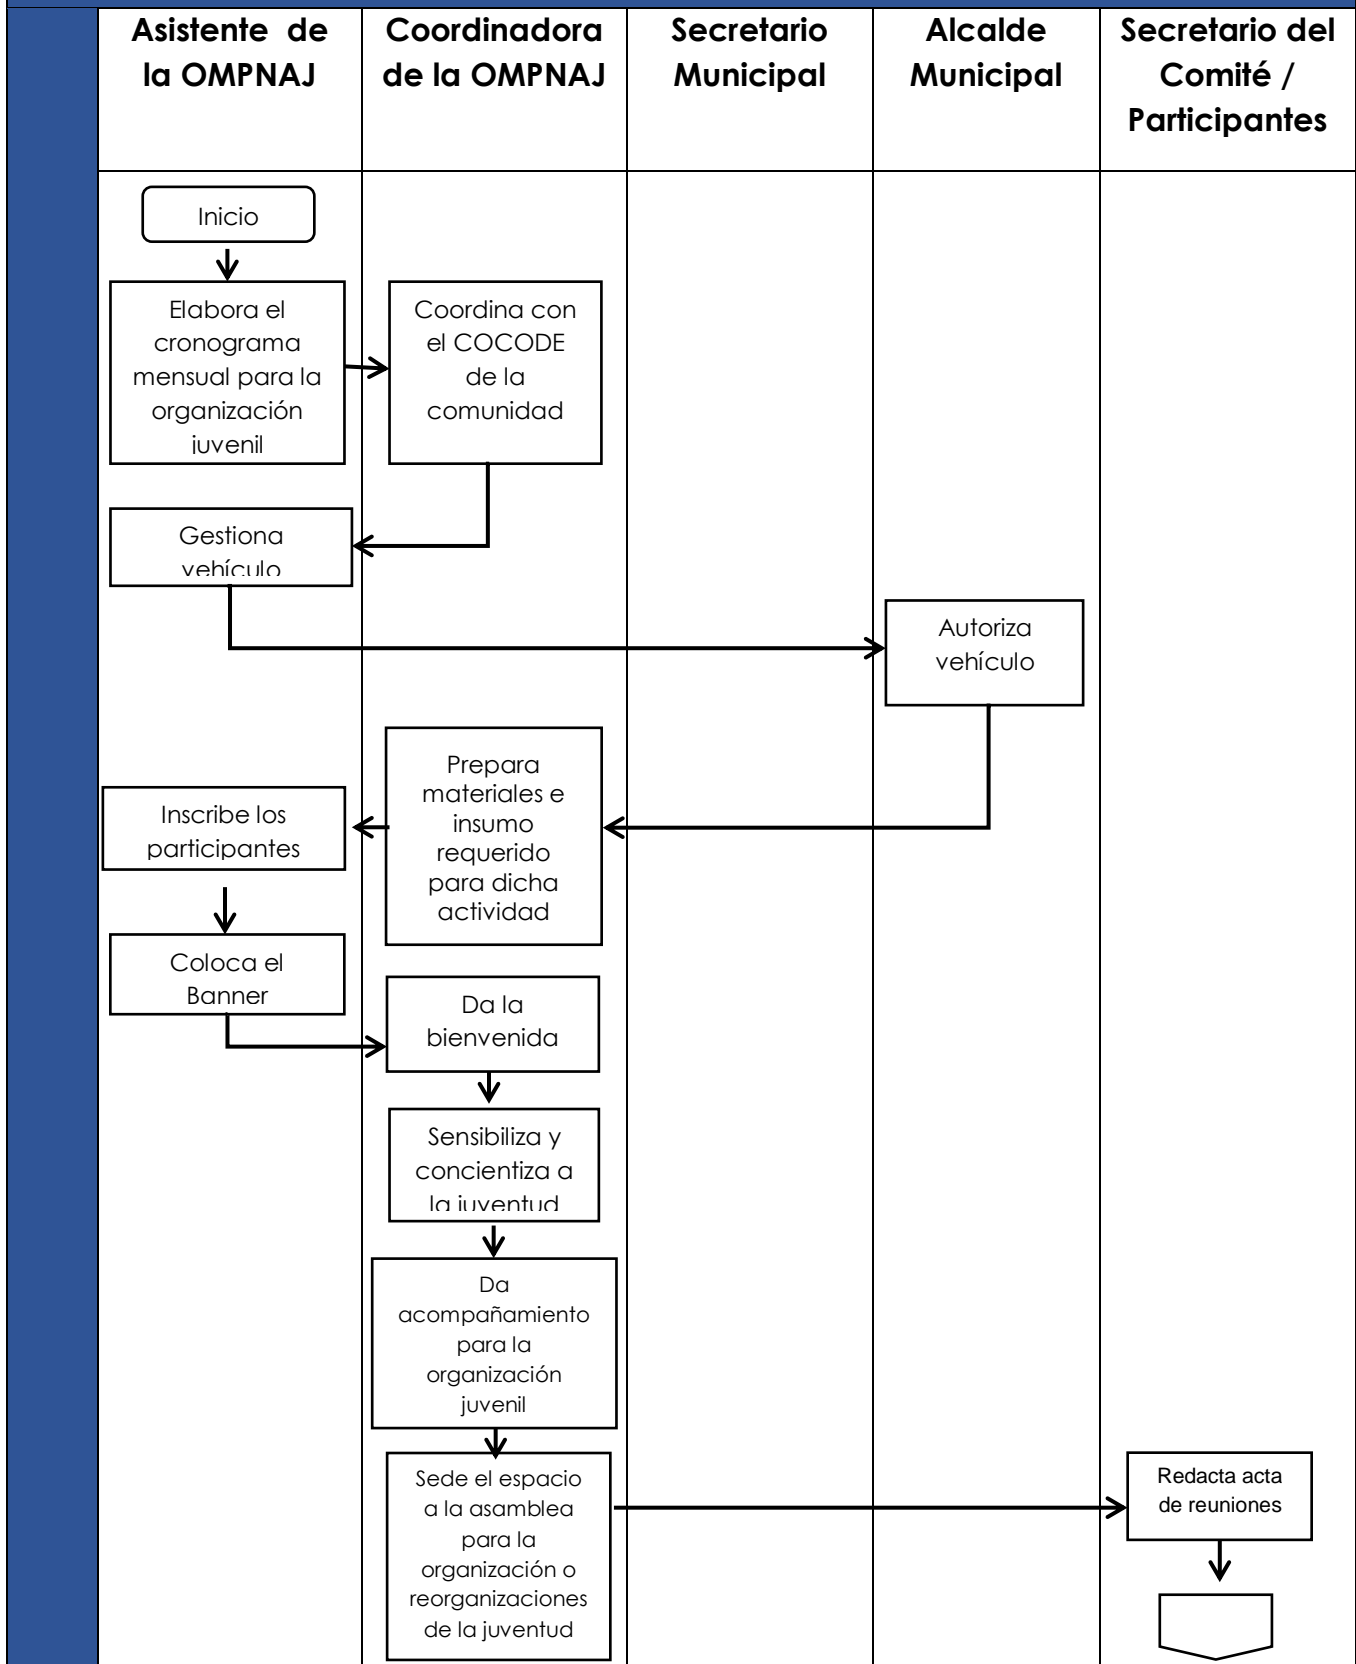 Asistente de
la OMPNAJ
Coordinadora
de la OMPNAJ
Secretario
Municipal
Alcalde
Municipal
Secretario del
Comité /
Participantes
Inicio
Elabora el
cronograma
mensual para la
organización
juvenil
Coordina con
el COCODE
de la
comunidad
Gestiona
vehículo
Autoriza
vehículo
Prepara
materiales e
insumo
requerido
para dicha
actividad
Inscribe los
participantes
Coloca el
Banner
Da la
bienvenida
Sensibiliza y
concientiza a
la juventud
Da
acompañamiento
para la
organización
juvenil
Sede el espacio
a la asamblea
para la
organización o
reorganizaciones
de la juventud
Redacta acta
de reuniones